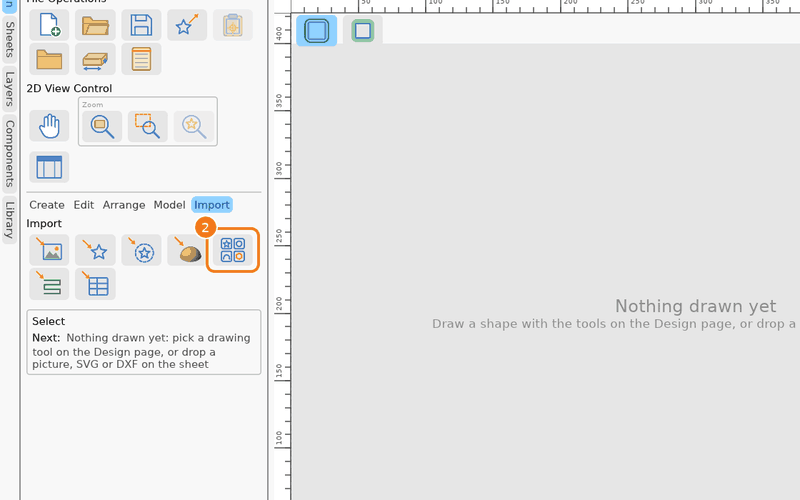 File Operations
Sheets
Layers
Components
Library
2D View Control
Zoom
Create Edit Arrange Model Import
Import
2
Select
Next: Nothing drawn yet: pick a drawing
tool on the Design page, or drop a
picture, SVG or DXF on the sheet
50 100 150 200 250 300 350
400
350
300
250
200
150
100
Nothing drawn yet
Draw a shape with the tools on the Design page, or drop a